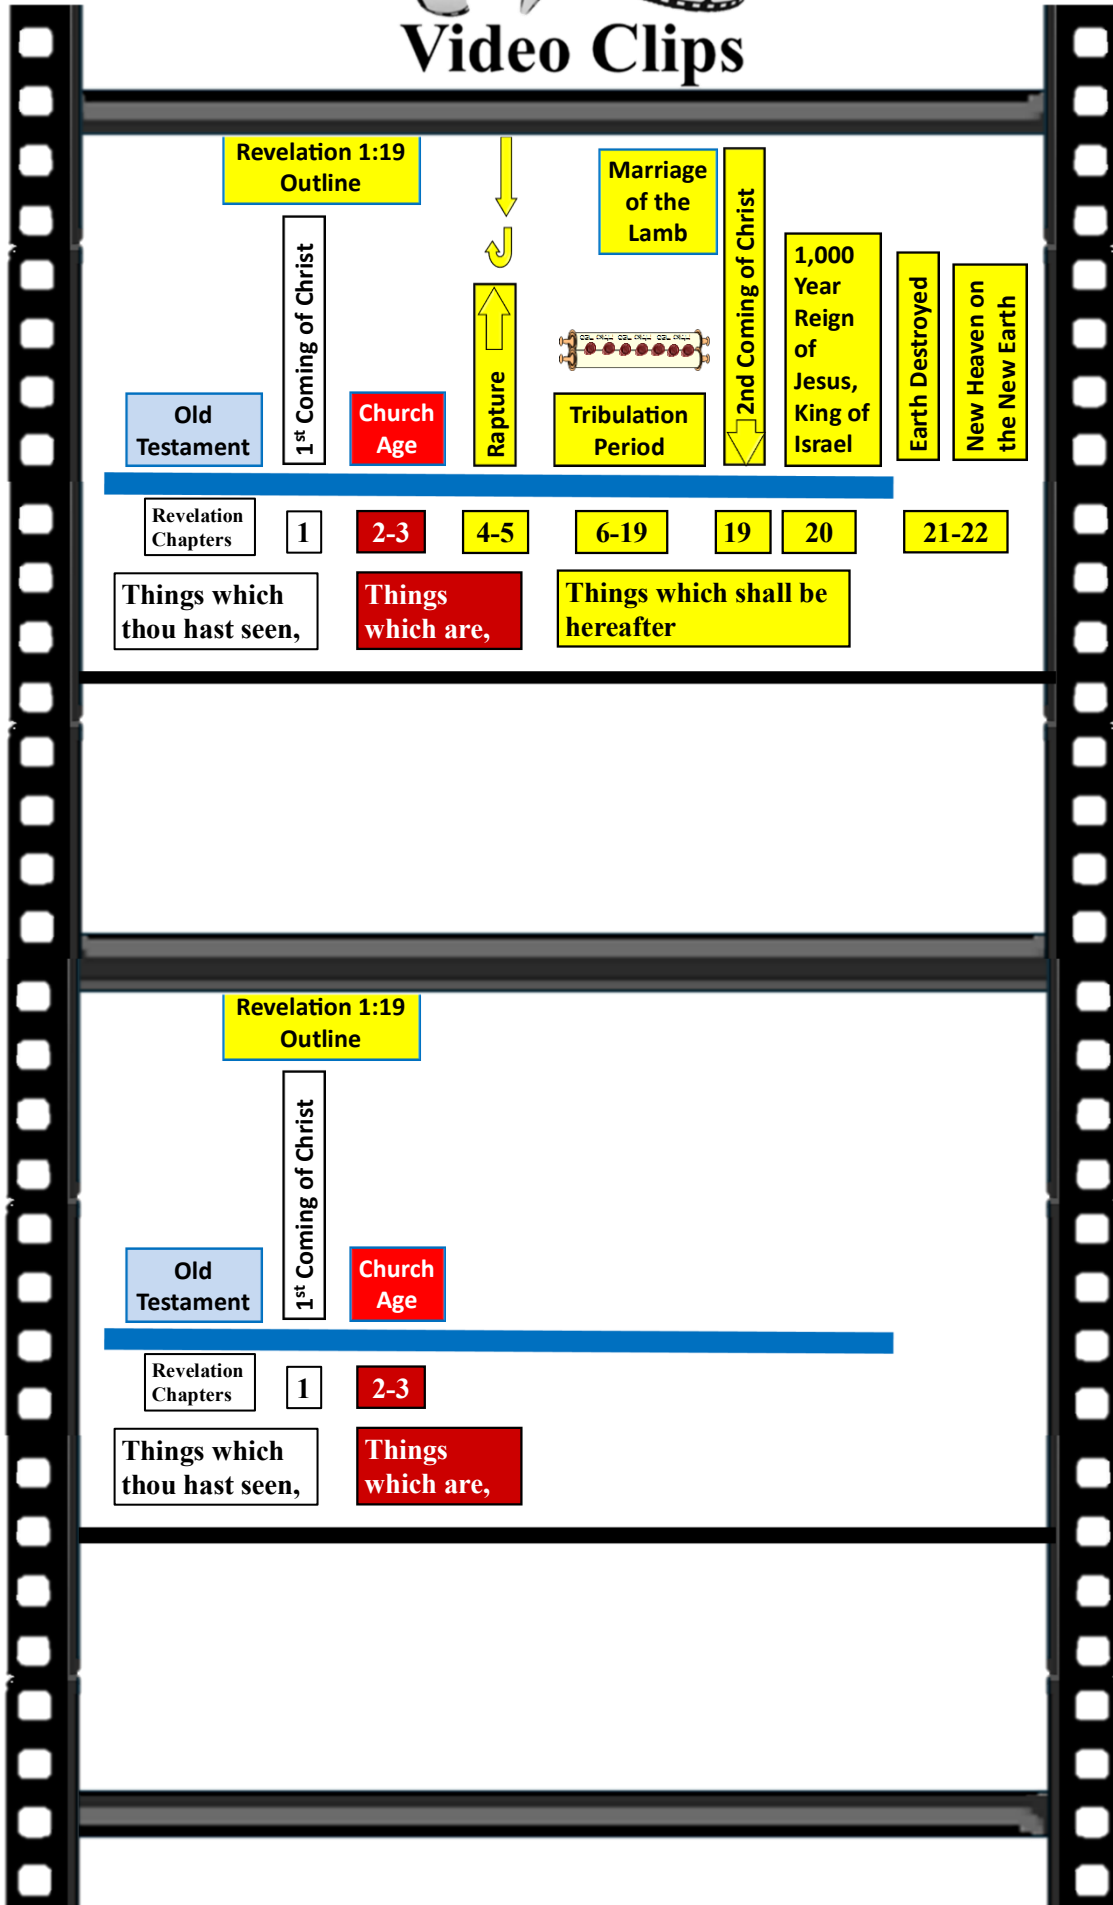 Video Clips
Revelation 1:19
Outline
Marriage
of the
Lamb
1st Coming of Christ
Rapture
2nd Coming of Christ
1,000
Year
Reign
of
Jesus,
King of
Israel
Earth Destroyed
New Heaven on
the New Earth
Old
Testament
Church
Age
Tribulation
Period
Revelation
Chapters
1
2-3
4-5
6-19
19
20
21-22
Things which
thou hast seen,
Things
which are,
Things which shall be
hereafter
Revelation 1:19
Outline
1st Coming of Christ
Old
Testament
Church
Age
Revelation
Chapters
1
2-3
Things which
thou hast seen,
Things
which are,